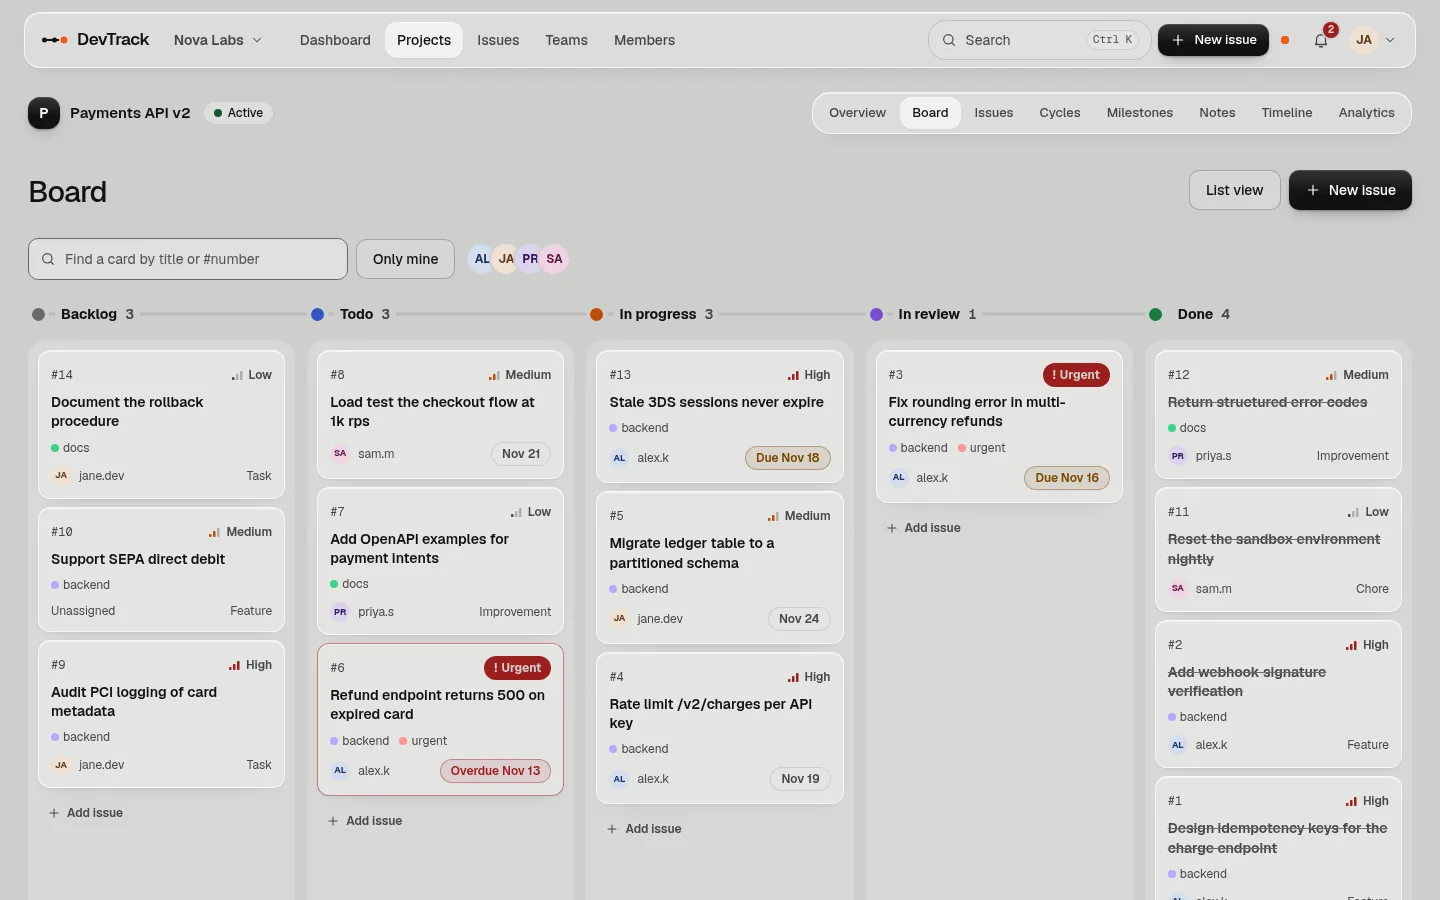 DevTrack Nova Labs Dashboard Projects Issues Teams Members Search Ctrl K New issue 2 JA
P Payments API v2 Active Overview Board Issues Cycles Milestones Notes Timeline Analytics
Board List view New issue
Find a card by title or #number Only mine AL JA PR SA
Backlog 3
#14 Low
Document the rollback
procedure
docs
JA jane.dev Task
#10 Medium
Support SEPA direct debit
backend
Unassigned Feature
#9 High
Audit PCI logging of card
metadata
backend
JA jane.dev Task
Add issue
Todo 3
#8 Medium
Load test the checkout flow at
1k rps
SA sam.m Nov 21
#7 Low
Add OpenAPI examples for
payment intents
docs
PR priya.s Improvement
#6 ! Urgent
Refund endpoint returns 500 on
expired card
backend urgent
AL alex.k Overdue Nov 13
Add issue
In progress 3
#13 High
Stale 3DS sessions never expire
backend
AL alex.k Due Nov 18
#5 Medium
Migrate ledger table to a
partitioned schema
backend
JA jane.dev Nov 24
#4 High
Rate limit /v2/charges per API
key
backend
AL alex.k Nov 19
Add issue
In review 1
#3 ! Urgent
Fix rounding error in multi-
currency refunds
backend urgent
AL alex.k Due Nov 16
Add issue
Done 4
#12 Medium
Return structured error codes
docs
PR priya.s Improvement
#11 Low
Reset the sandbox environment
nightly
SA sam.m Chore
#2 High
Add webhook signature
verification
backend
AL alex.k Feature
#1 High
Design idempotency keys for the
charge endpoint
backend